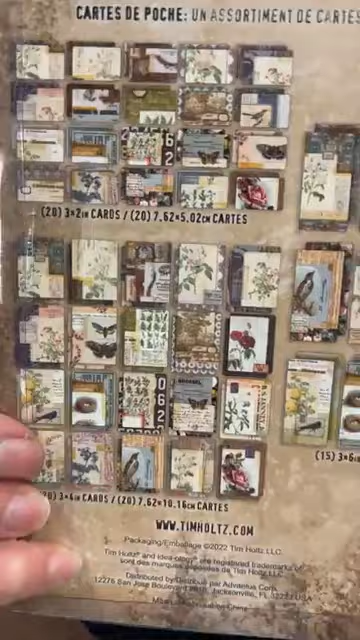 CARTES DE POCHE: UN ASSORTIMENT DE CARTES
(20) 3×2IN CARDS / (20) 7.62×5.02CM CARTES
(20) 3×4IN CARDS / (20) 7.62×10.16CM CARTES
(15) 3×6IN
WWW.TIMHOLTZ.COM
Packaging/Emballage ©2022 Tim Holtz LLC.
Tim Holtz® and idea-ology® are registered trademarks of/
sont des marques déposées de Tim Holtz LLC.
Distributed by/Distribué par Advantus Corp.
12276 San Jose Boulevard Jacksonville, FL USA
China